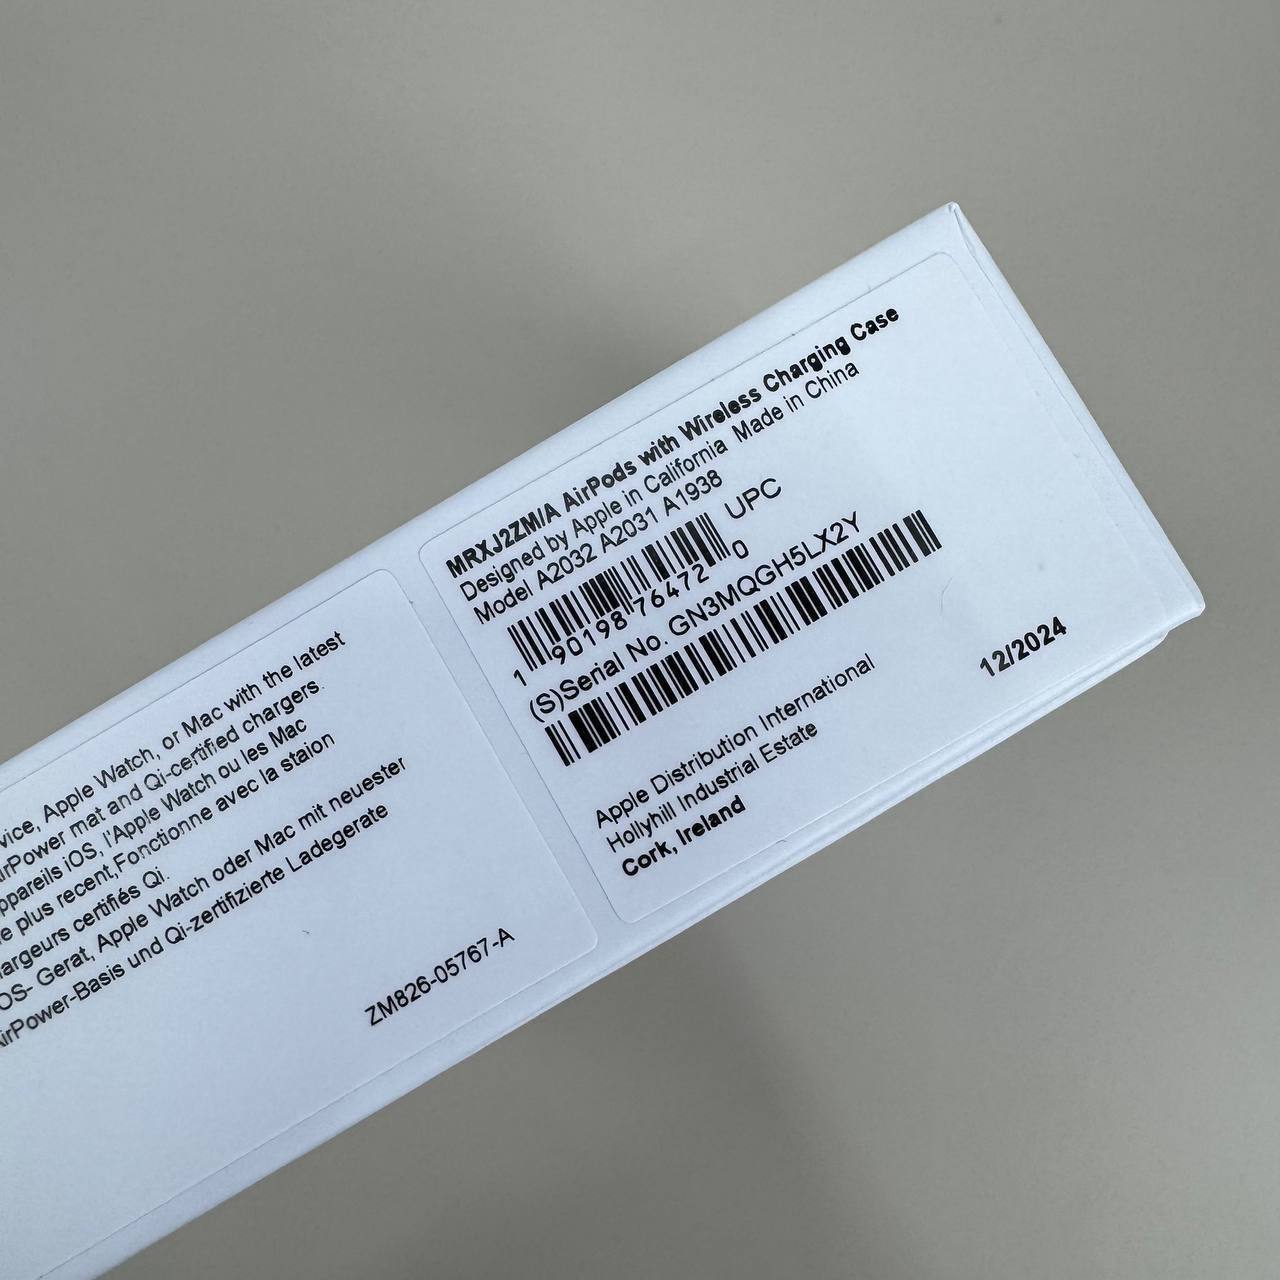 vice, Apple Watch, or Mac with the latest
AirPower mat and Qi-certified chargers.
ppareils iOS, l'Apple Watch ou les Mac
le plus recent,Fonctionne avec la staion
hargeurs certifiés Qi.
OS- Gerat, Apple Watch oder Mac mit neuester
AirPower-Basis und Qi-zertifizierte Ladegerate
ZM826-05767-A
MRXJ2ZM/A AirPods with Wireless Charging Case
Designed by Apple in California Made in China
Model A2032 A2031 A1938
UPC
1 90198 76472 0
(S)Serial No. GN3MQGH5LX2Y
Apple Distribution International
Hollyhill Industrial Estate
Cork, Ireland
12/2024